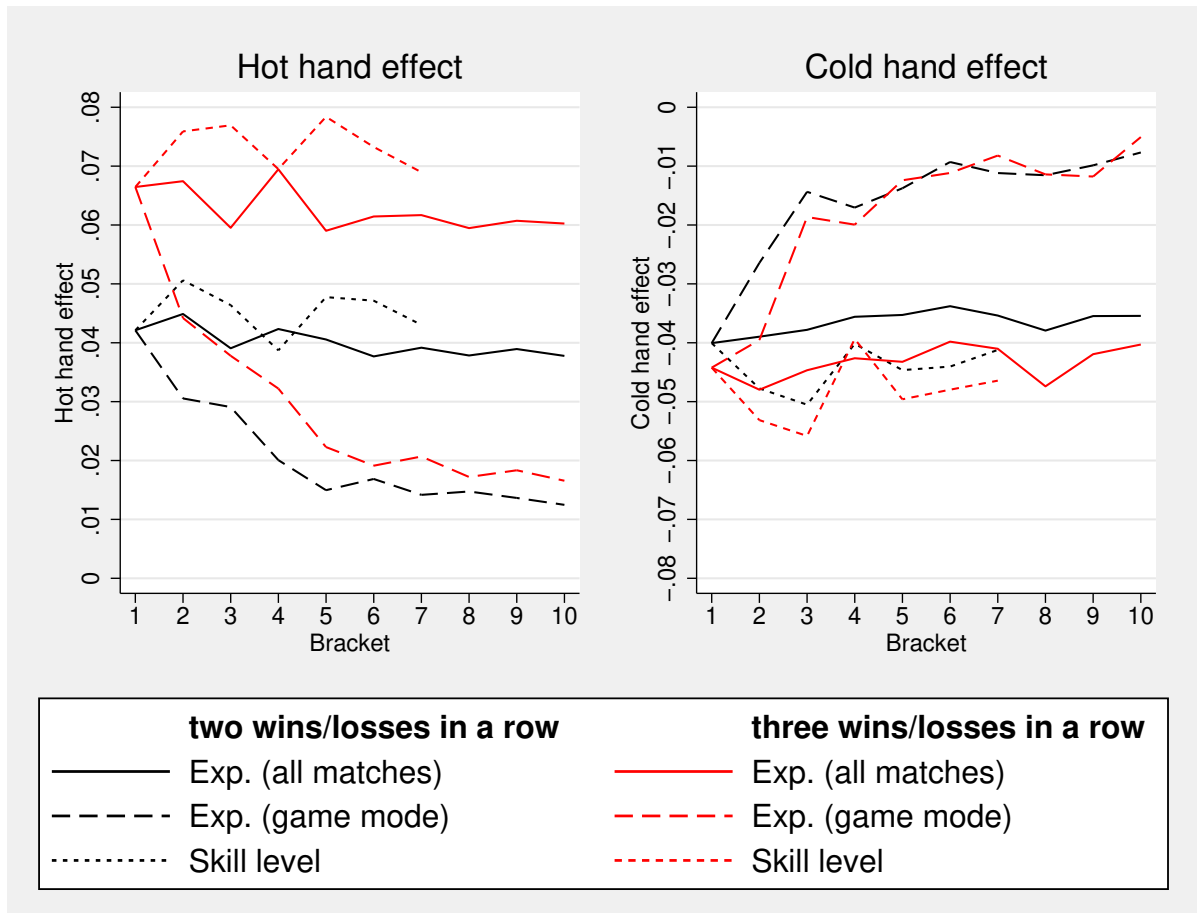 Hot hand effect
Hot hand effect
.08
.07
.06
.05
.04
.03
.02
.01
0
1 2 3 4 5 6 7 8 9 10
Bracket
Cold hand effect
Cold hand effect
0
−.01
−.02
−.03
−.04
−.05
−.06
−.07
−.08
1 2 3 4 5 6 7 8 9 10
Bracket
two wins/losses in a row
Exp. (all matches)
Exp. (game mode)
Skill level
three wins/losses in a row
Exp. (all matches)
Exp. (game mode)
Skill level